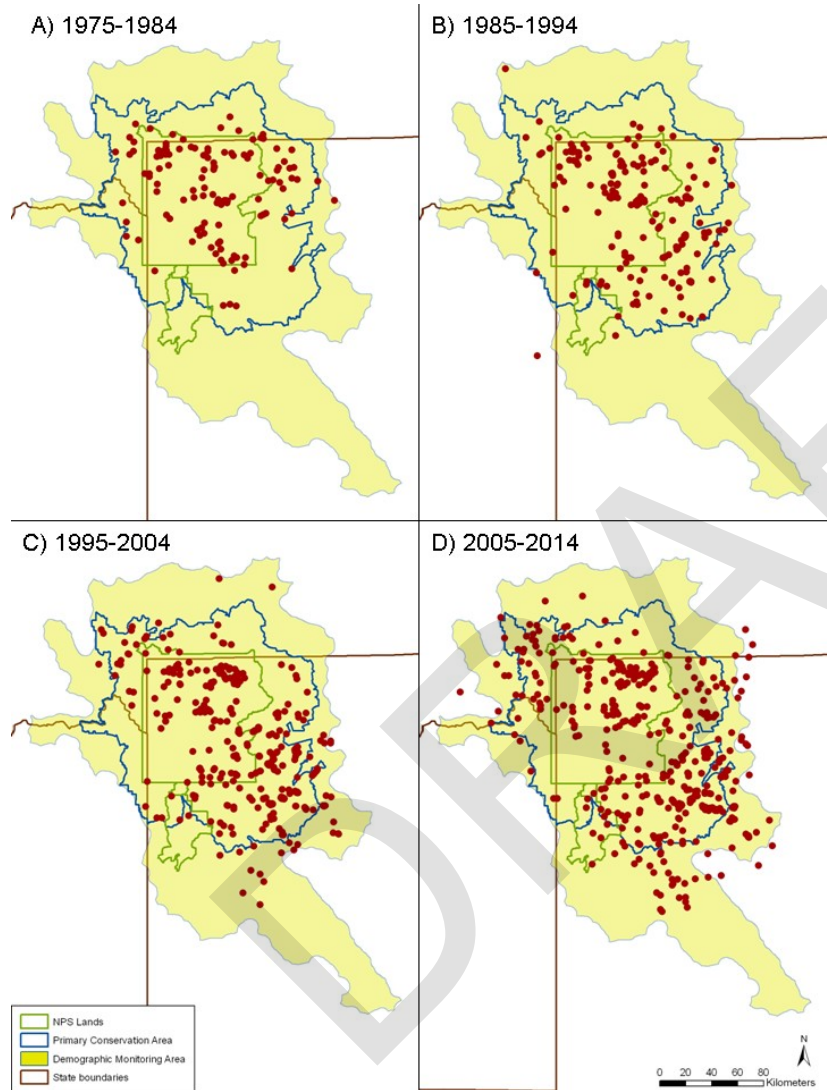 A) 1975-1984
B) 1985-1994
C) 1995-2004
D) 2005-2014
NPS Lands
Primary Conservation Area
Demographic Monitoring Area
State boundaries
N
0 20 40 60 80
Kilometers
DRAF